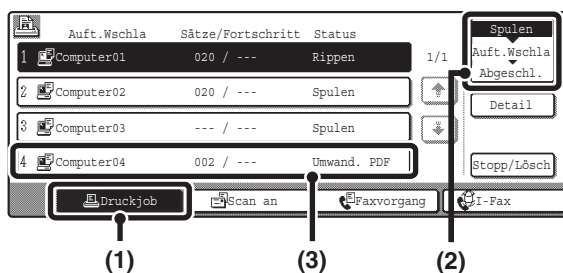 Auft.Wschla Sätze/Fortschritt Status
1 Computer01 020 / --- Rippen
2 Computer02 020 / --- Spulen
3 Computer03 --- / --- Spulen
4 Computer04 002 / --- Umwand. PDF
1/1
Spulen
Auft.Wschla
Abgeschl.
Detail
Stopp/Lösch
Druckjob Scan an Faxvorgang I-Fax
(1) (3) (2)